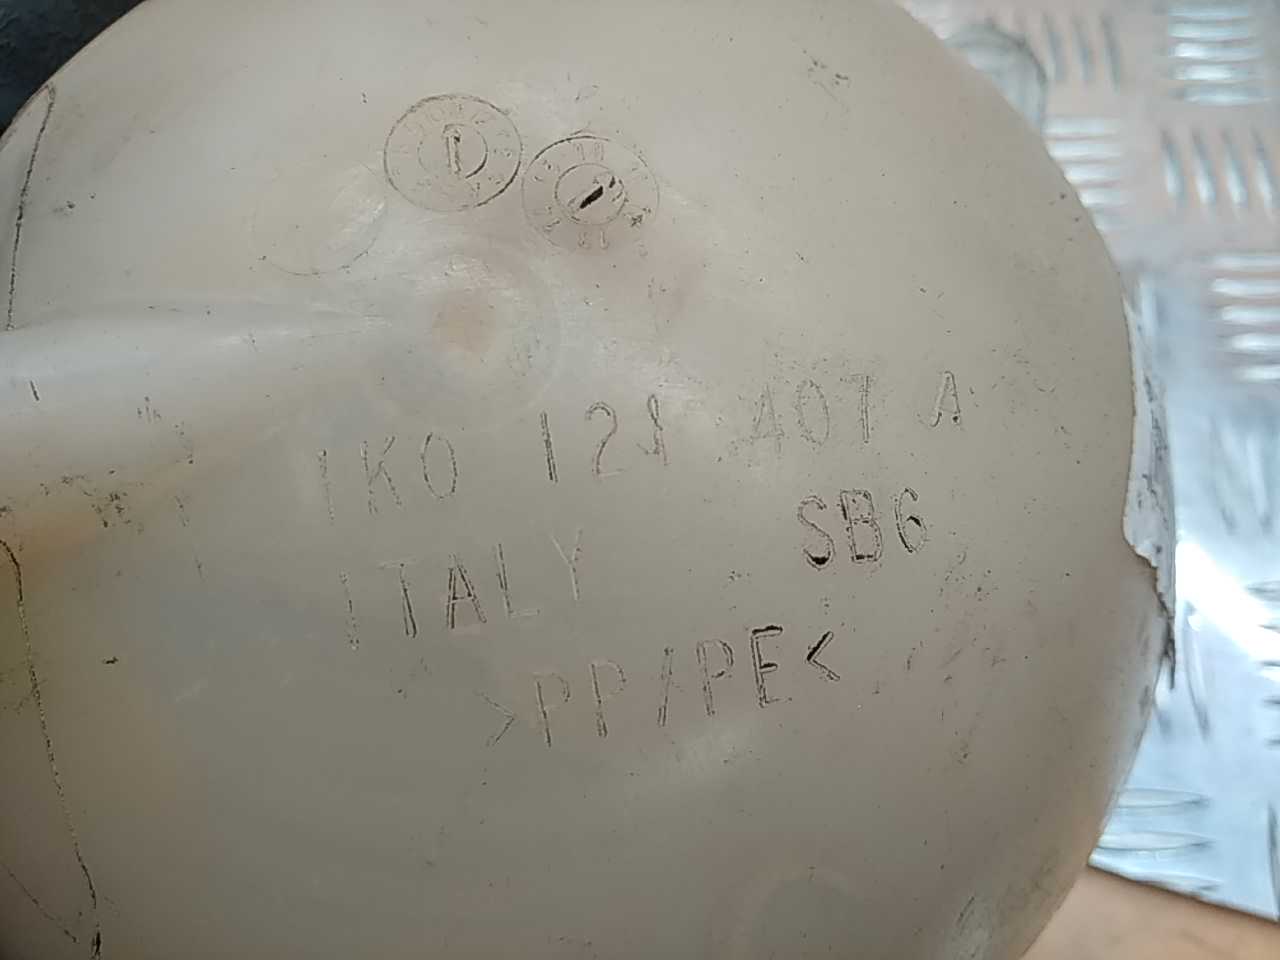 1K0 121 407 A
ITALY SB6
>PP/PE<